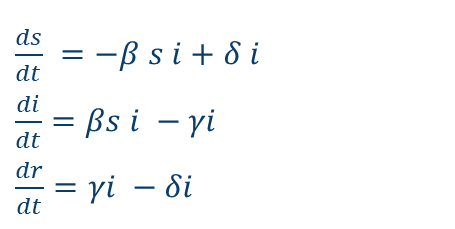 ds/dt = −β s i + δ i
di/dt = βs i − γi
dr/dt = γi − δi